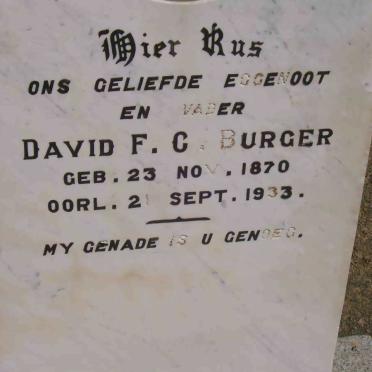 Hier Rus
ONS GELIEFDE EGGENOOT
EN VADER
DAVID F. C. BURGER
GEB. 23 NOV. 1870
OORL. SEPT. 1933.
MY GENADE IS U GENOEG.